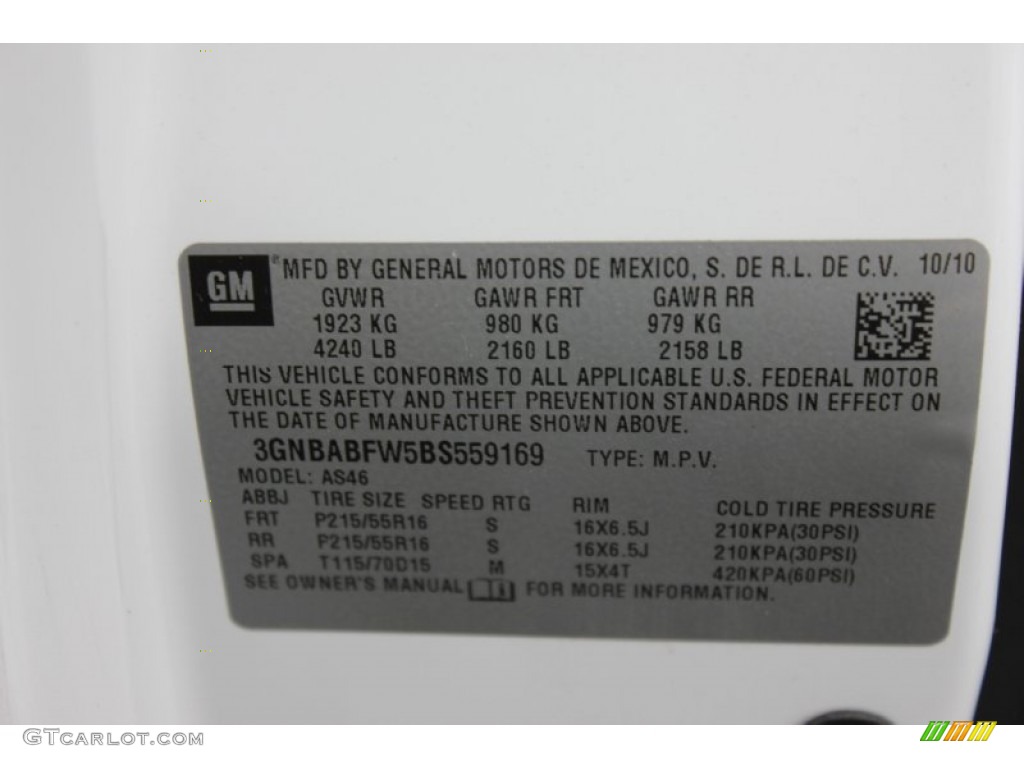 GM ® MFD BY GENERAL MOTORS DE MEXICO, S. DE R.L. DE C.V. 10/10
GVWR GAWR FRT GAWR RR
1923 KG 980 KG 979 KG
4240 LB 2160 LB 2158 LB
THIS VEHICLE CONFORMS TO ALL APPLICABLE U.S. FEDERAL MOTOR
VEHICLE SAFETY AND THEFT PREVENTION STANDARDS IN EFFECT ON
THE DATE OF MANUFACTURE SHOWN ABOVE.
3GNBABFW5BS559169 TYPE: M.P.V.
MODEL: AS46
ABBJ TIRE SIZE SPEED RTG RIM COLD TIRE PRESSURE
FRT P215/55R16 S 16X6.5J 210KPA(30PSI)
RR P215/55R16 S 16X6.5J 210KPA(30PSI)
SPA T115/70D15 M 15X4T 420KPA(60PSI)
SEE OWNER'S MANUAL FOR MORE INFORMATION.
GTCarLot.com